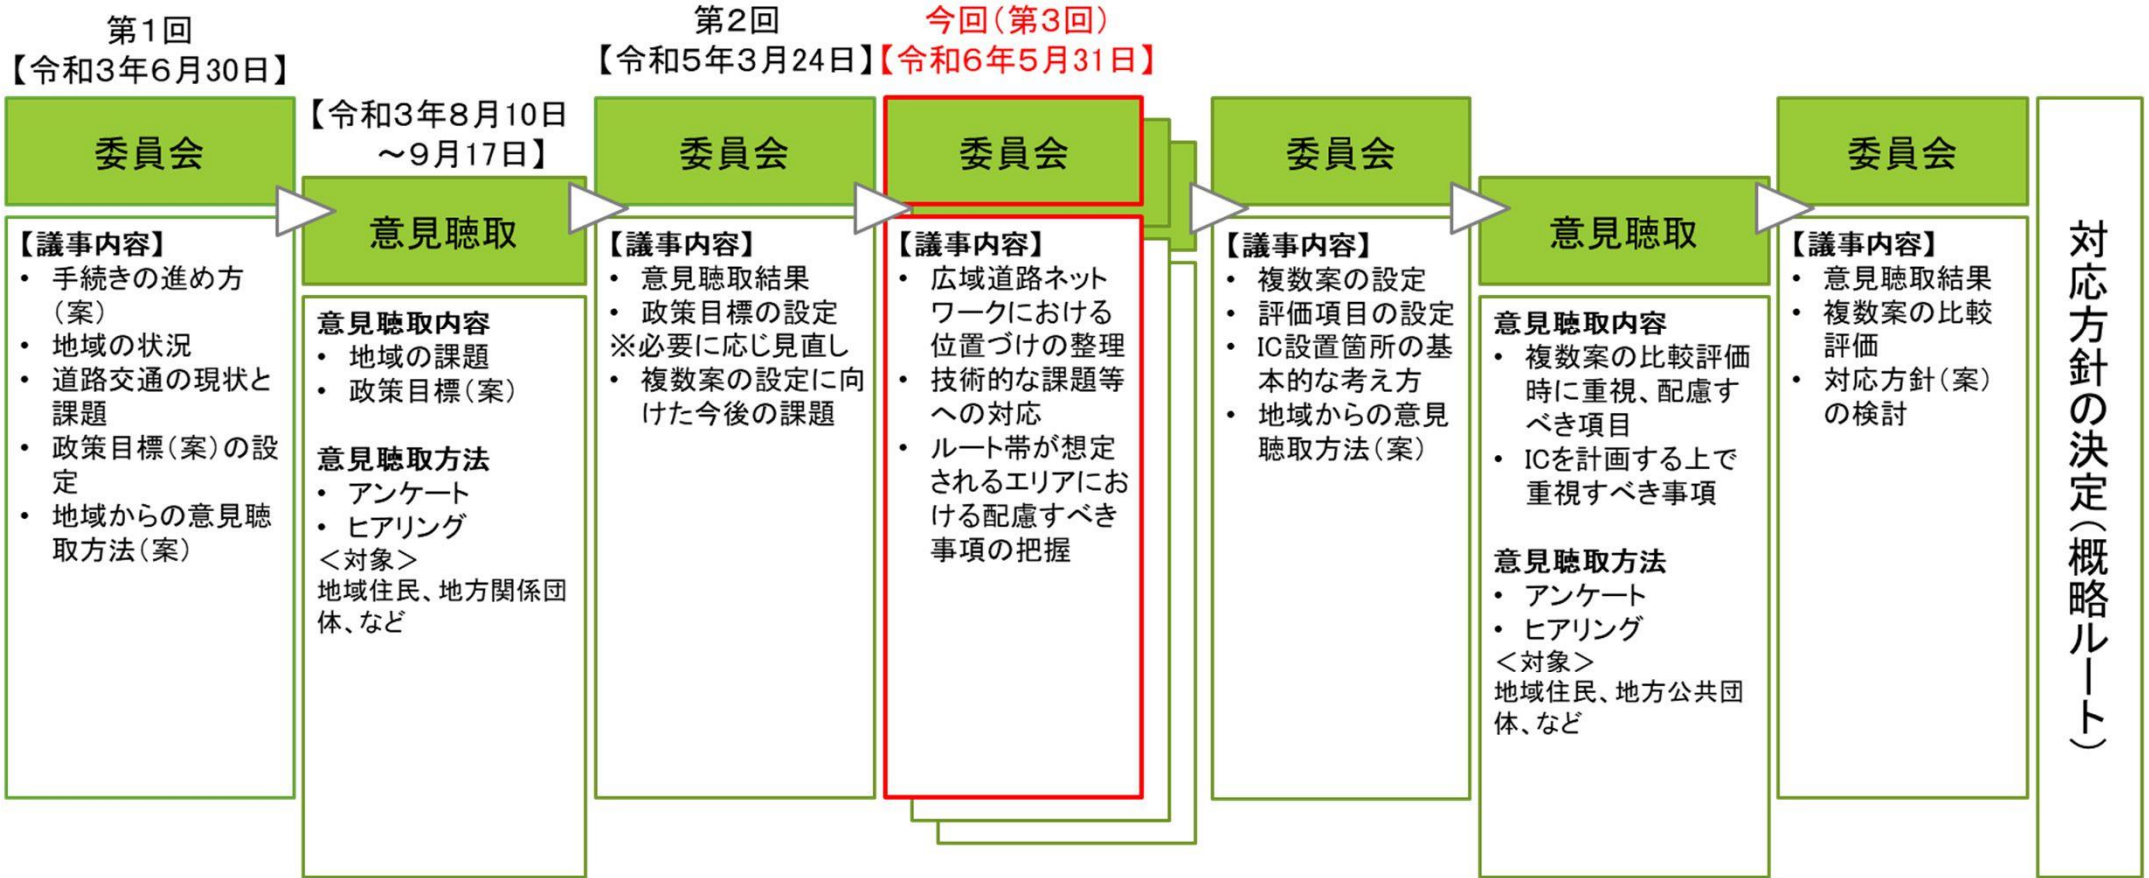 第１回
【令和３年６月30日】
委員会
【議事内容】
• 手続きの進め方
（案）
• 地域の状況
• 道路交通の現状と
課題
• 政策目標（案）の設
定
• 地域からの意見聴
取方法（案）
【令和３年８月10日
～９月17日】
意見聴取
意見聴取内容
• 地域の課題
• 政策目標（案）
意見聴取方法
• アンケート
• ヒアリング
＜対象＞
地域住民、地方関係団
体、など
第２回
【令和５年３月24日】
委員会
【議事内容】
• 意見聴取結果
• 政策目標の設定
※必要に応じ見直し
• 複数案の設定に向
けた今後の課題
今回（第３回）
【令和６年５月31日】
委員会
【議事内容】
• 広域道路ネット
ワークにおける
位置づけの整理
• 技術的な課題等
への対応
• ルート帯が想定
されるエリアにお
ける配慮すべき
事項の把握
委員会
【議事内容】
• 複数案の設定
• 評価項目の設定
• IC設置箇所の基
本的な考え方
• 地域からの意見
聴取方法（案）
意見聴取
意見聴取内容
• 複数案の比較評価
時に重視、配慮す
べき項目
• ICを計画する上で
重視すべき事項
意見聴取方法
• アンケート
• ヒアリング
＜対象＞
地域住民、地方公共団
体、など
委員会
【議事内容】
• 意見聴取結果
• 複数案の比較
評価
• 対応方針（案）
の検討
対応方針の決定（概略ルート）